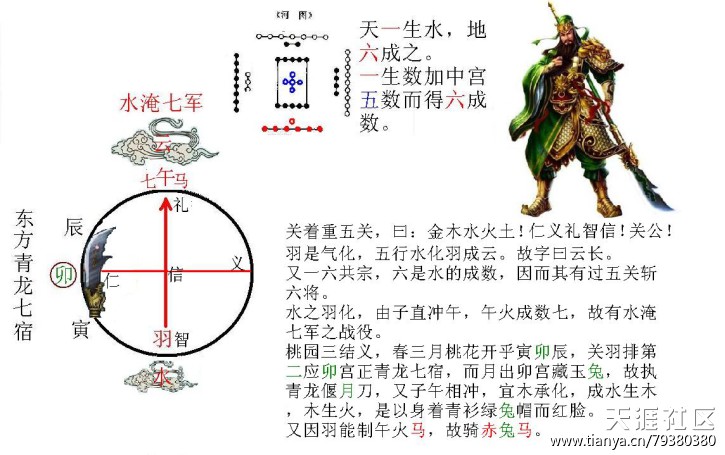 《河 图》
天一生水，地
六成之。
一生数加中宫
五数而得六成
数。
水淹七军
云
七午马
礼
辰
东方青龙七宿
卯
仁
信
义
寅
羽
智
水
关着重五关，曰：金木水火土！仁义礼智信！关公！
羽是气化，五行水化羽成云。故字曰云长。
又一六共宗，六是水的成数，因而其有过五关斩
六将。
水之羽化，由子直冲午，午火成数七，故有水淹
七军之战役。
桃园三结义，春三月桃花开乎寅卯辰，关羽排第
二应卯宫正青龙七宿，而月出卯宫藏玉兔，故执
青龙偃月刀，又子午相冲，宜木承化，成水生木
，木生火，是以身着青衫绿兔帽而红脸。
又因羽能制午火马，故骑赤兔马。
天涯社区
www.tianya.cn/79380380